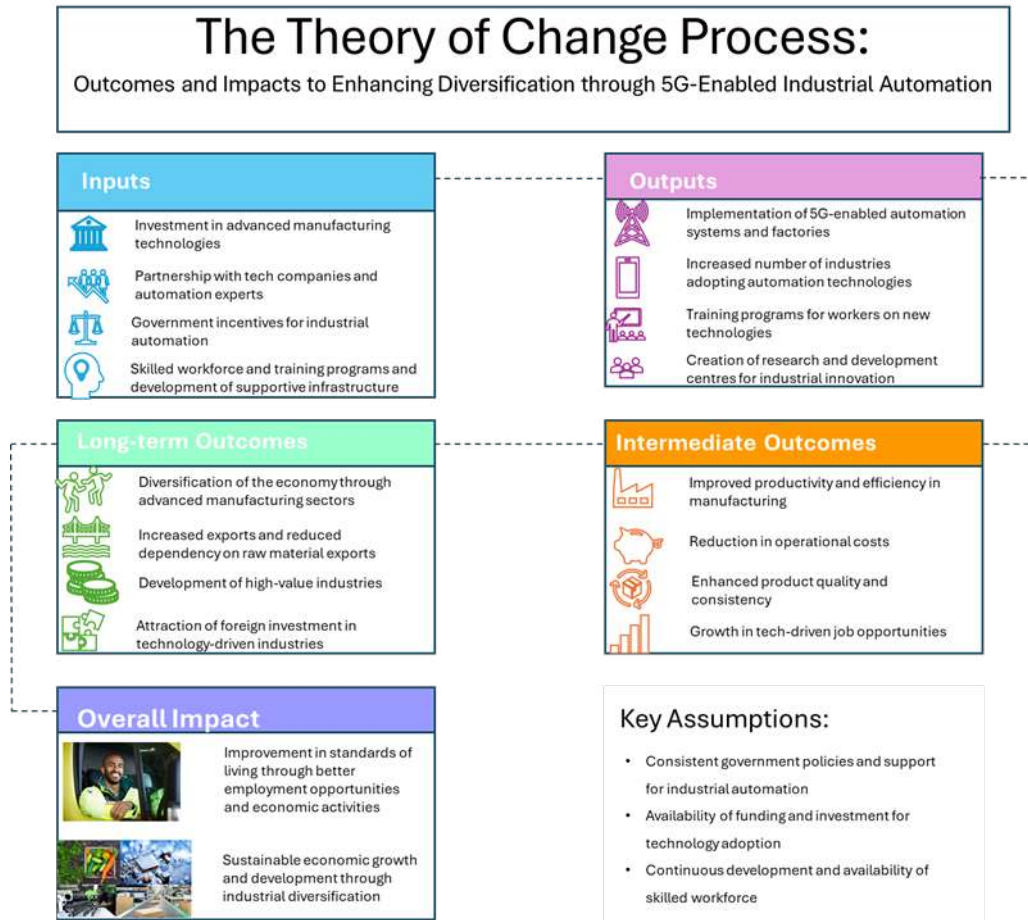 The Theory of Change Process:
Outcomes and Impacts to Enhancing Diversification through 5G-Enabled Industrial Automation
Inputs
Investment in advanced manufacturing
technologies
Partnership with tech companies and
automation experts
Government incentives for industrial
automation
Skilled workforce and training programs and
development of supportive infrastructure
Outputs
Implementation of 5G-enabled automation
systems and factories
Increased number of industries
adopting automation technologies
Training programs for workers on new
technologies
Creation of research and development
centres for industrial innovation
Long-term Outcomes
Diversification of the economy through
advanced manufacturing sectors
Increased exports and reduced
dependency on raw material exports
Development of high-value industries
Attraction of foreign investment in
technology-driven industries
Intermediate Outcomes
Improved productivity and efficiency in
manufacturing
Reduction in operational costs
Enhanced product quality and
consistency
Growth in tech-driven job opportunities
Overall Impact
Improvement in standards of
living through better
employment opportunities
and economic activities
Sustainable economic growth
and development through
industrial diversification
Key Assumptions:
• Consistent government policies and support
for industrial automation
• Availability of funding and investment for
technology adoption
• Continuous development and availability of
skilled workforce